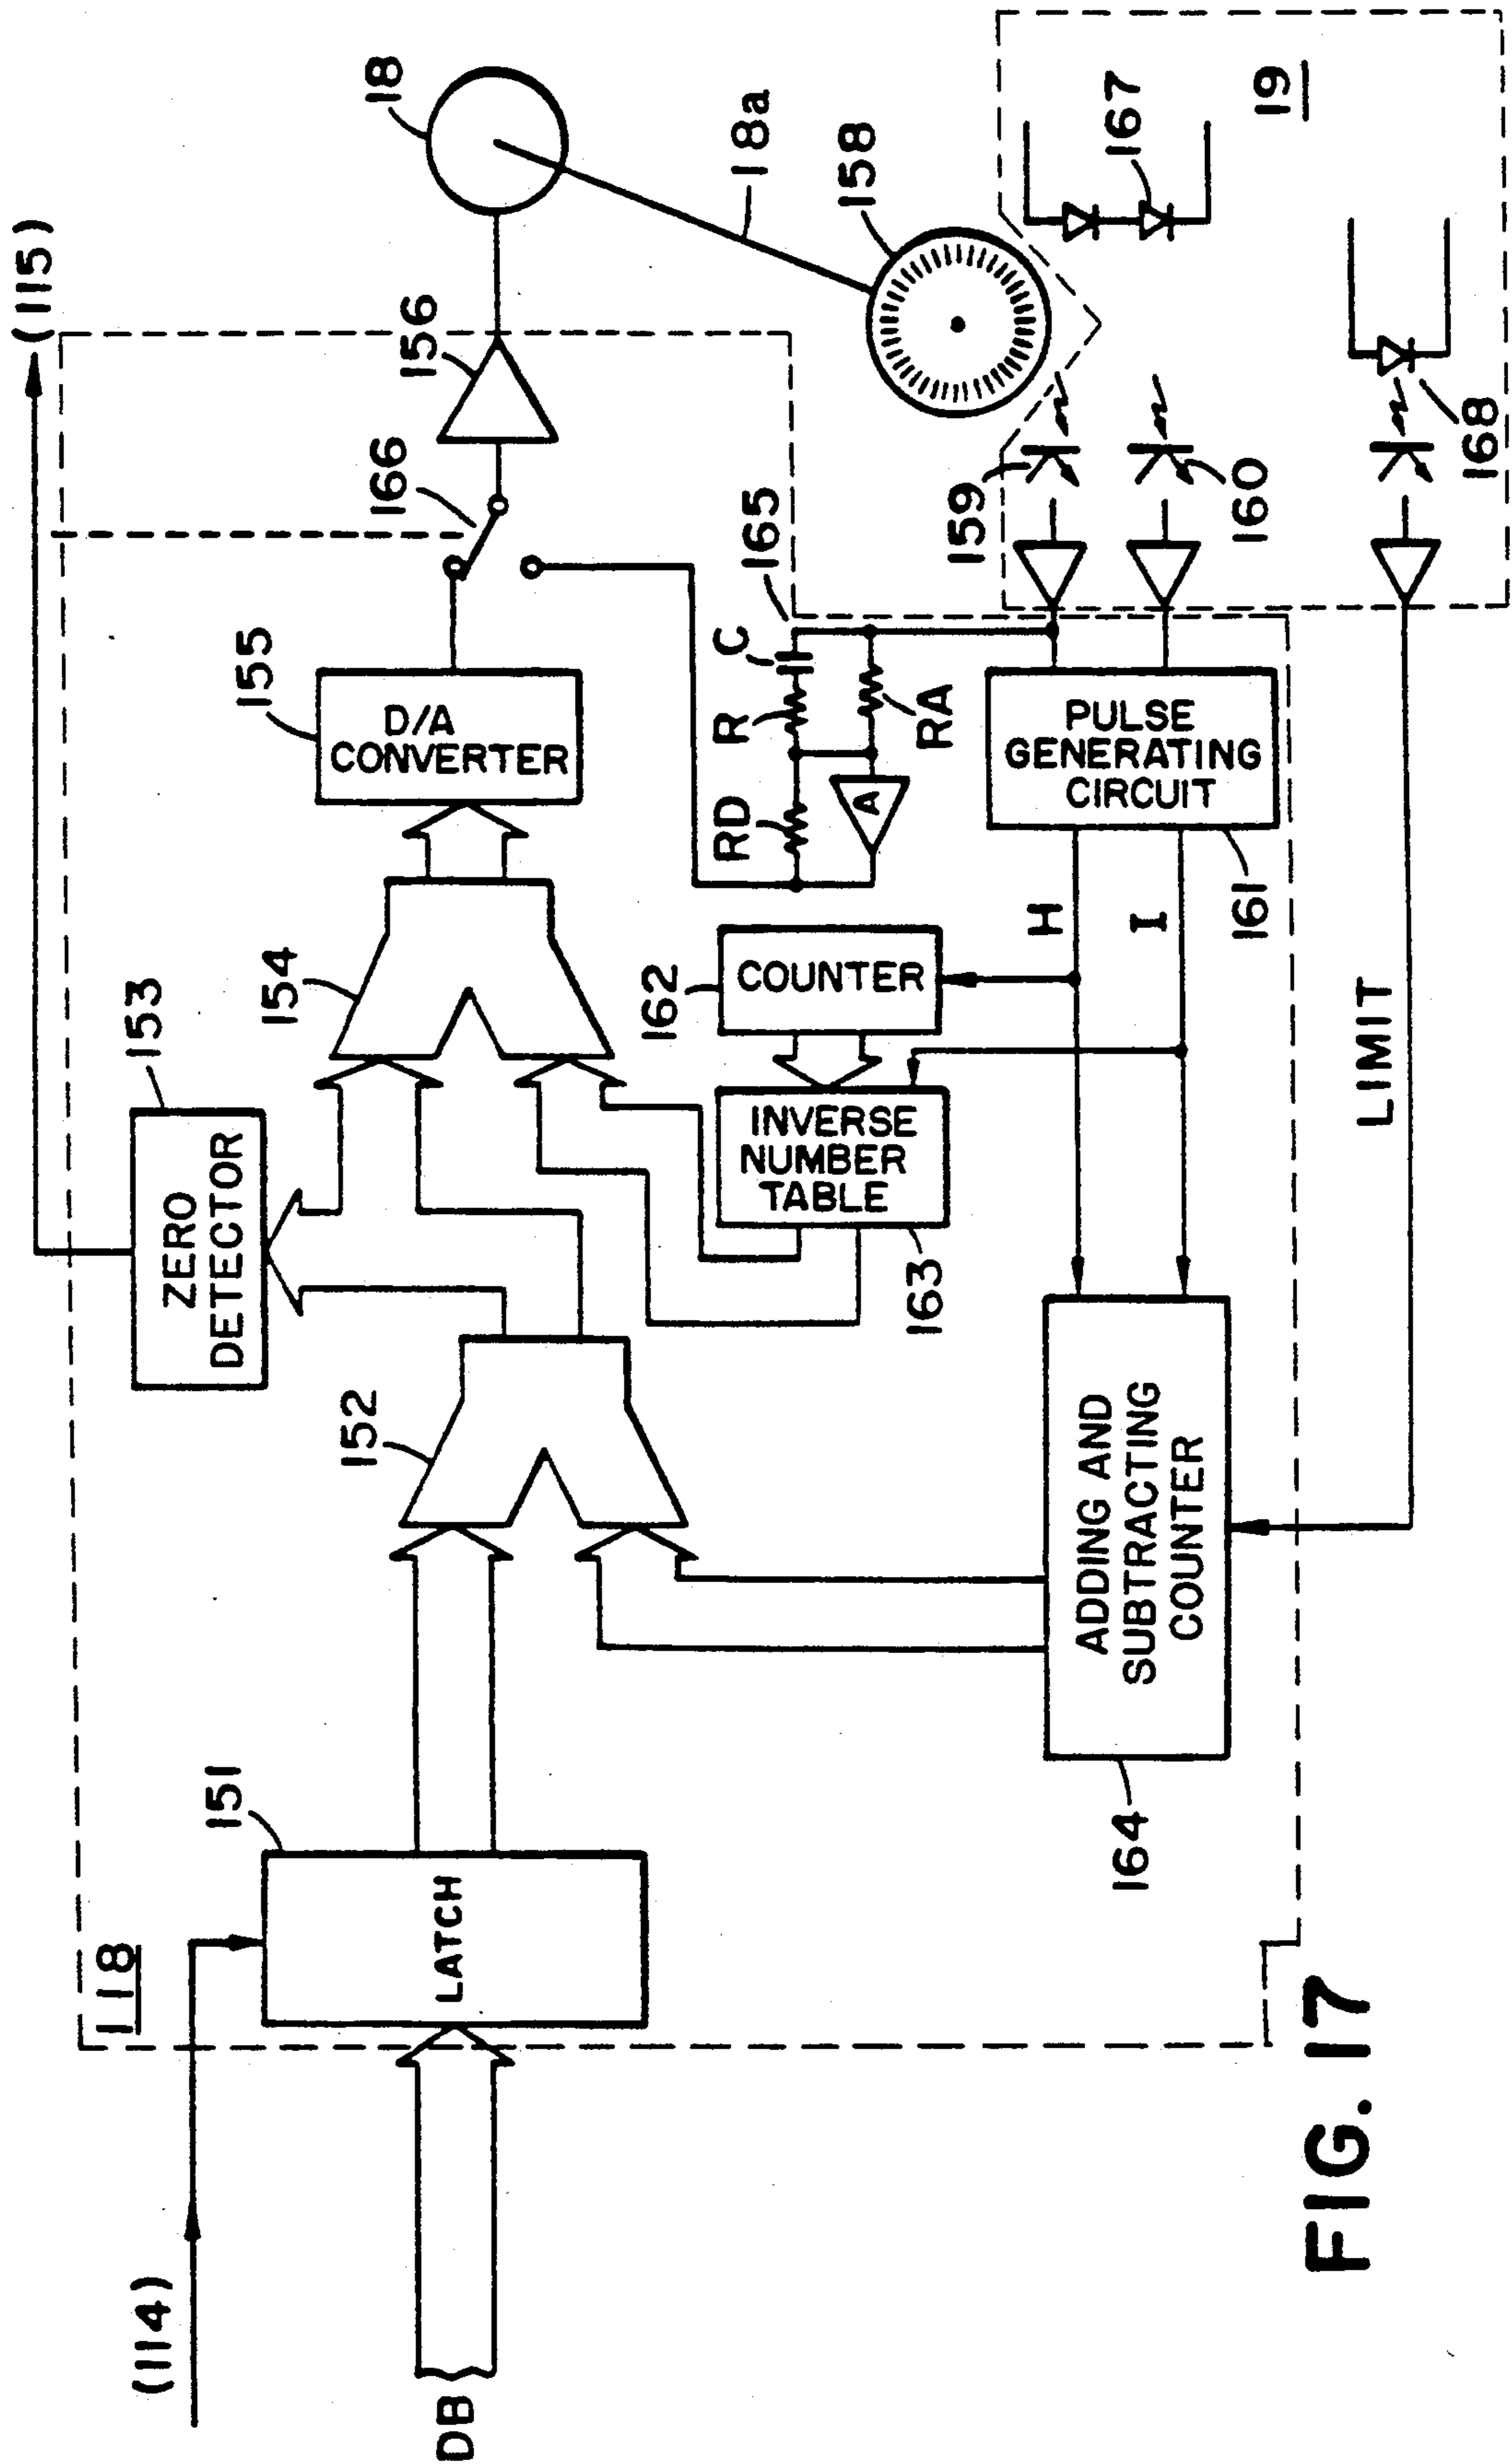 118
(114)
DB
LATCH
151
152
ZERO
DETECTOR
153
154
D/A
CONVERTER
155
166
156
(115)
18
18a
158
165
C
R
RA
RD
A
COUNTER
162
INVERSE
NUMBER
TABLE
163
H
I
PULSE
GENERATING
CIRCUIT
161
159
160
167
168
19
ADDING AND
SUBTRACTING
COUNTER
164
LIMIT
FIG. 17